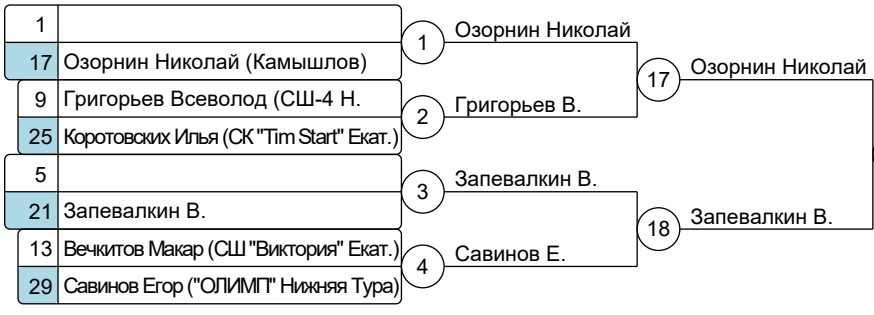 1
17 Озорнин Николай (Камышлов)
9 Григорьев Всеволод (СШ-4 Н.
25 Коротовских Илья (СК "Tim Start" Екат.)
5
21 Запевалкин В.
13 Вечкитов Макар (СШ "Виктория" Екат.)
29 Савинов Егор ("ОЛИМП" Нижняя Тура)
1 Озорнин Николай
2 Григорьев В.
3 Запевалкин В.
4 Савинов Е.
17 Озорнин Николай
18 Запевалкин В.